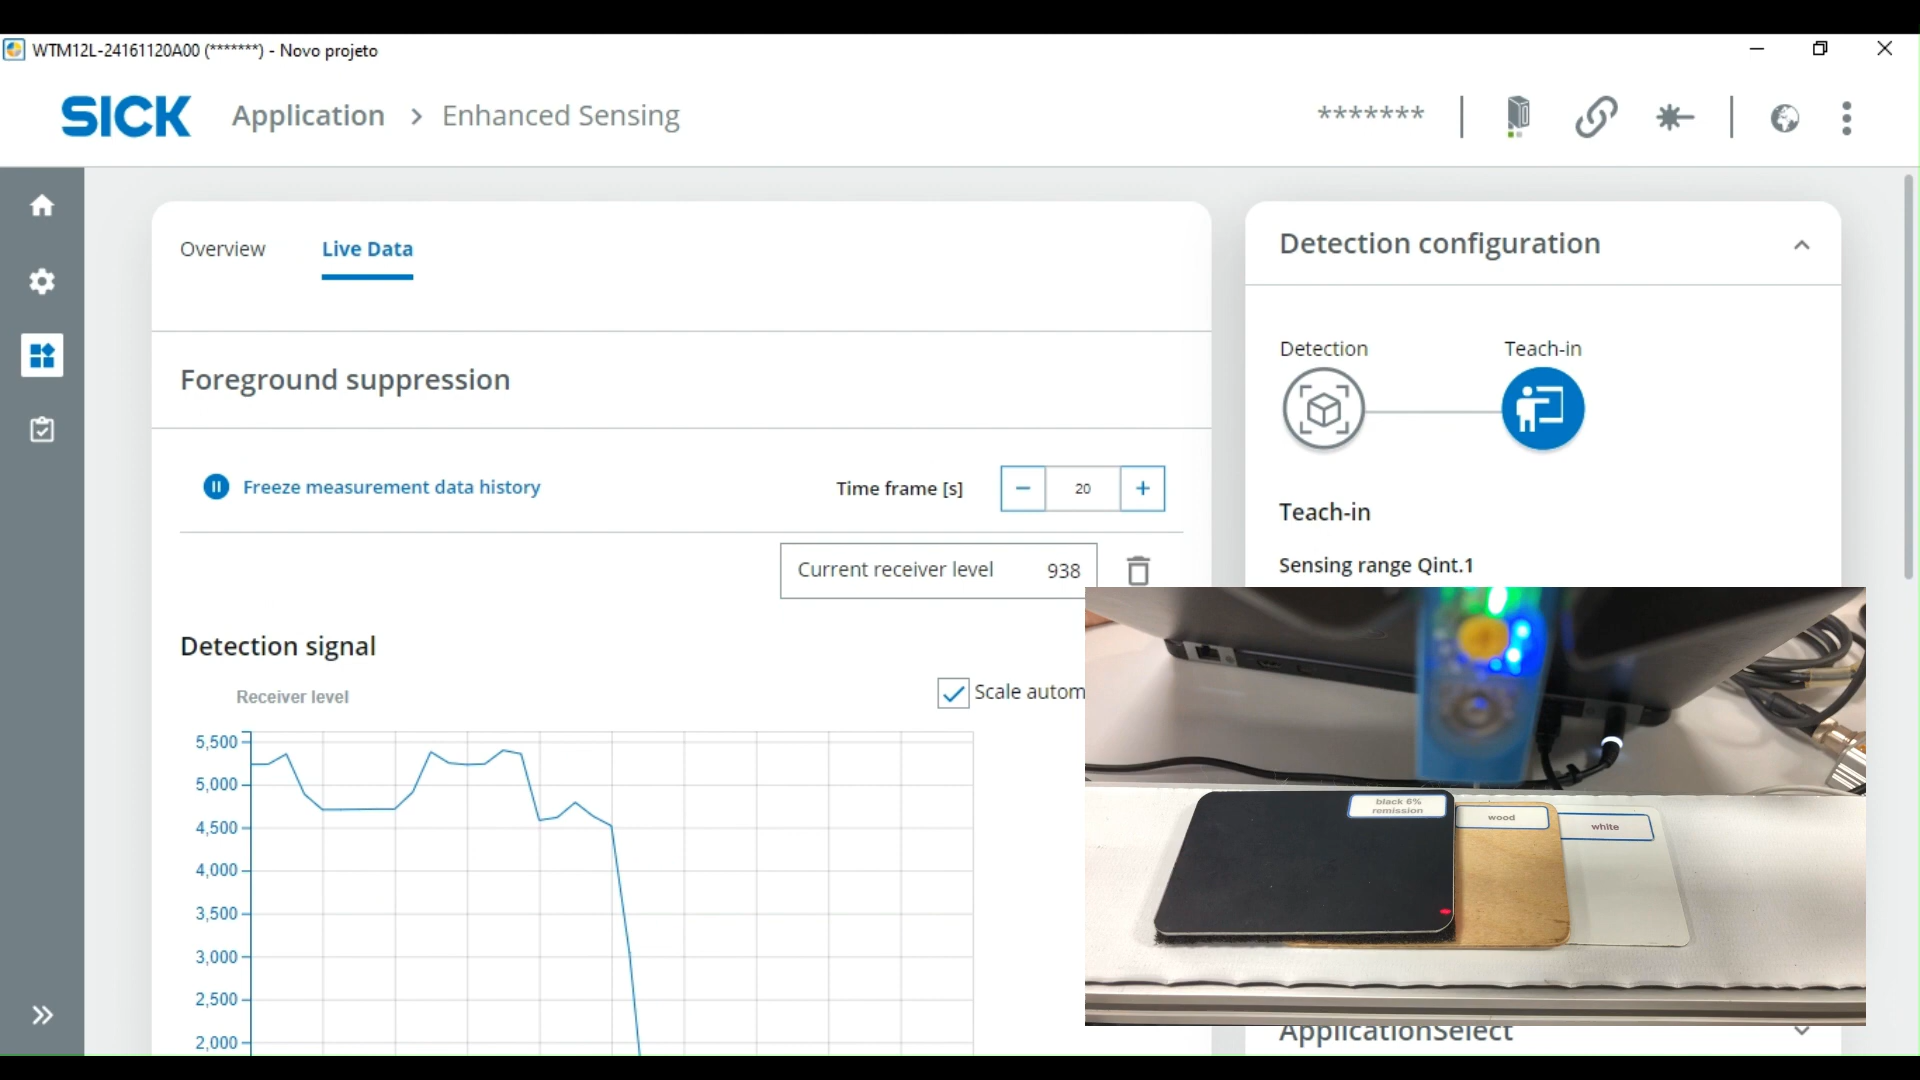 WTM12L-24161120A00 (*******) - Novo projeto
SICK
Application > Enhanced Sensing
*******
Overview
Live Data
Foreground suppression
Freeze measurement data history
Time frame [s]
20
Current receiver level 938
Detection signal
Receiver level
Scale autom
5,500
5,000
4,500
4,000
3,500
3,000
2,500
2,000
Detection configuration
Detection
Teach-in
Teach-in
Sensing range Qint.1
black 6%
remission
wood
white
ApplicationSelect